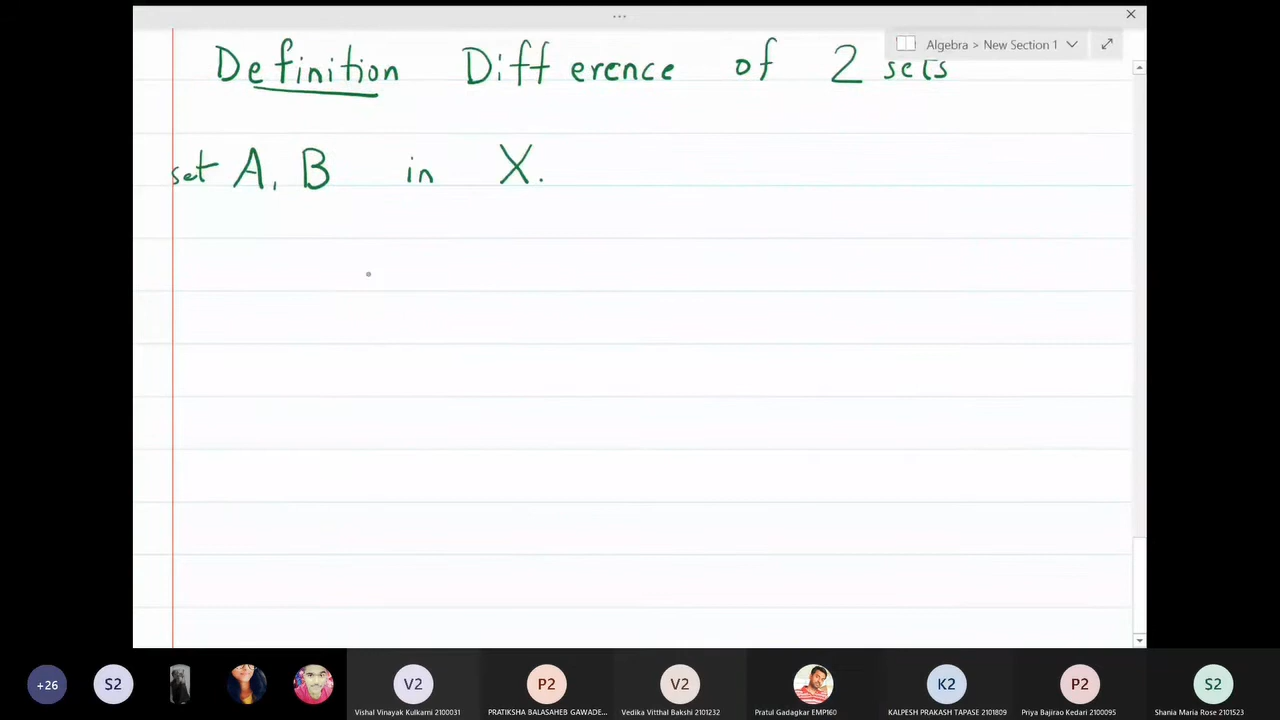 Algebra > New Section 1
Definition Difference of 2 sets
set A, B in X.
+26
S2
V2
Vishal Vinayak Kulkarni 2100031
P2
PRATIKSHA BALASAHEB GAWADE...
V2
Vedika Vitthal Bakshi 2101232
Pratul Gadagkar EMP160
K2
KALPESH PRAKASH TAPASE 2101809
P2
Priya Bajirao Kedari 2100095
S2
Shania Maria Rose 2101523